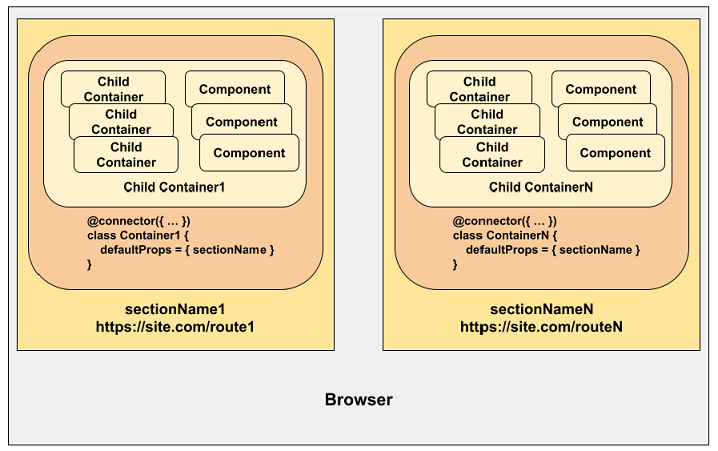 Child
Container
Component
Child
Container
Component
Child
Container
Component
Child Container1
@connector({ … })
class Container1 {
defaultProps = { sectionName }
}
sectionName1
https://site.com/route1
Child
Container
Component
Child
Container
Component
Child
Container
Component
Child ContainerN
@connector({ … })
class ContainerN {
defaultProps = { sectionName }
}
sectionNameN
https://site.com/routeN
Browser